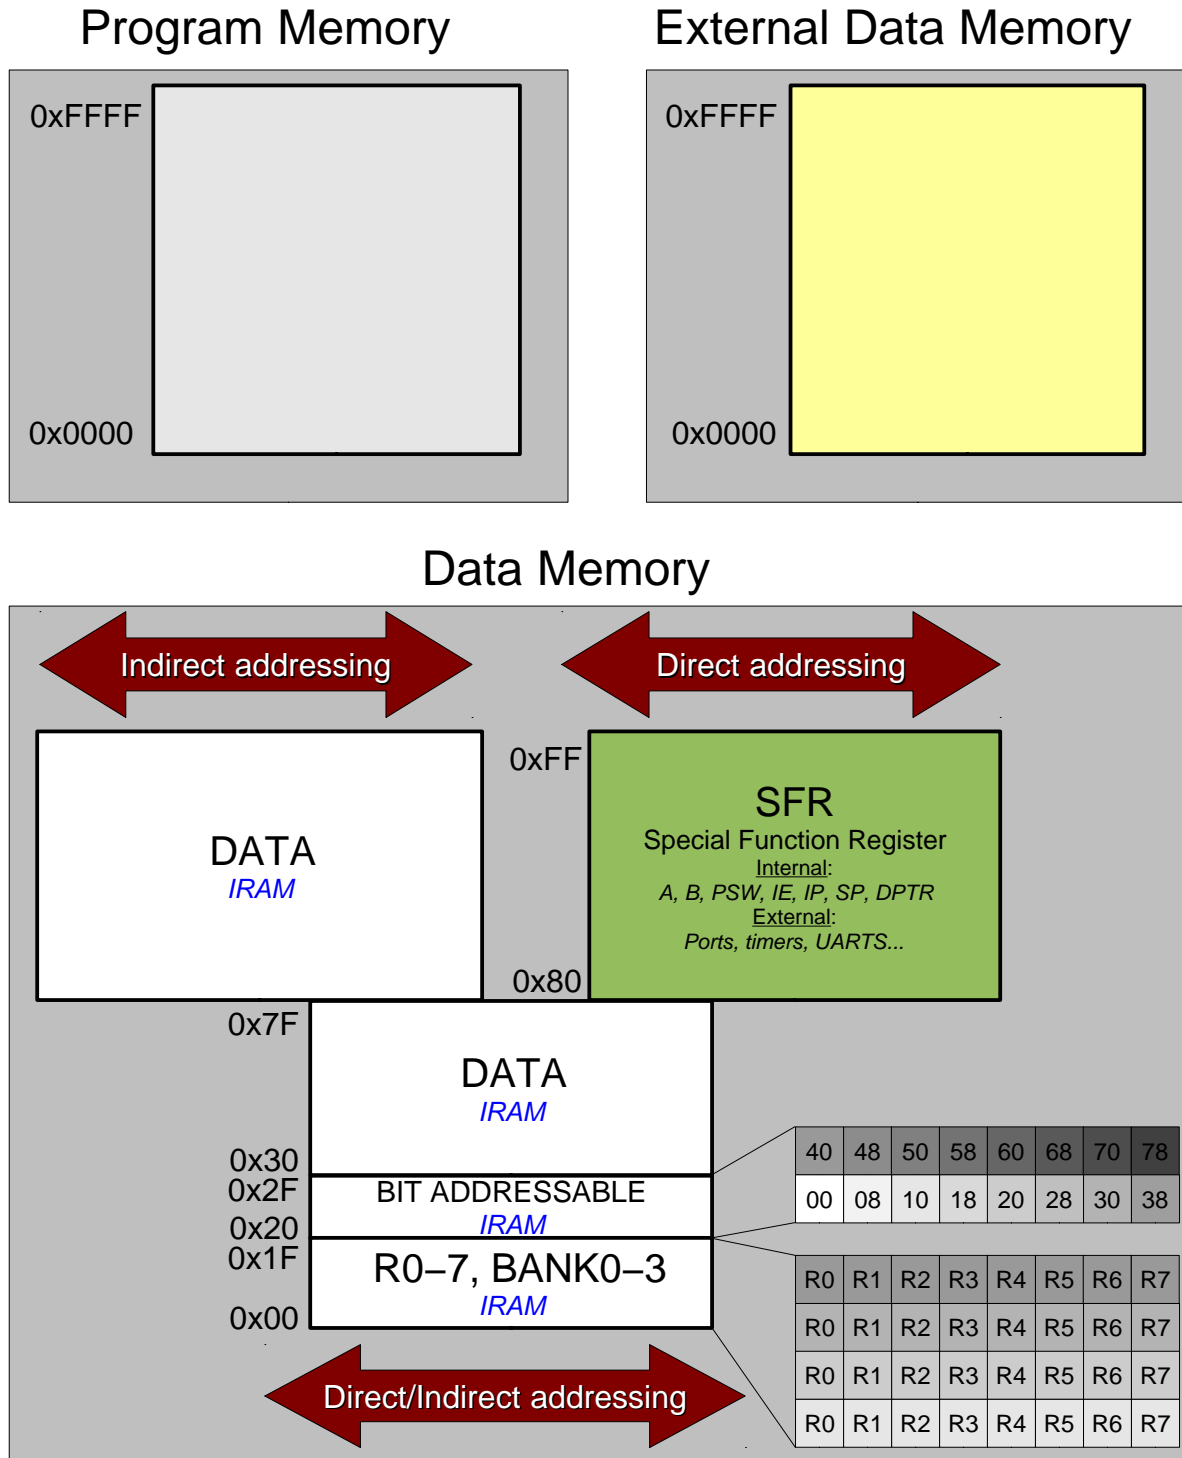 Program Memory
External Data Memory
0xFFFF
0x0000
0xFFFF
0x0000
Data Memory
Indirect addressing
Direct addressing
DATA
IRAM
0xFF
SFR
Special Function Register
Internal:
A, B, PSW, IE, IP, SP, DPTR
External:
Ports, timers, UARTS...
0x80
0x7F
DATA
IRAM
0x30
0x2F
BIT ADDRESSABLE
IRAM
0x20
0x1F
R0–7, BANK0–3
IRAM
0x00
40 48 50 58 60 68 70 78
00 08 10 18 20 28 30 38
R0 R1 R2 R3 R4 R5 R6 R7
R0 R1 R2 R3 R4 R5 R6 R7
R0 R1 R2 R3 R4 R5 R6 R7
R0 R1 R2 R3 R4 R5 R6 R7
Direct/Indirect addressing